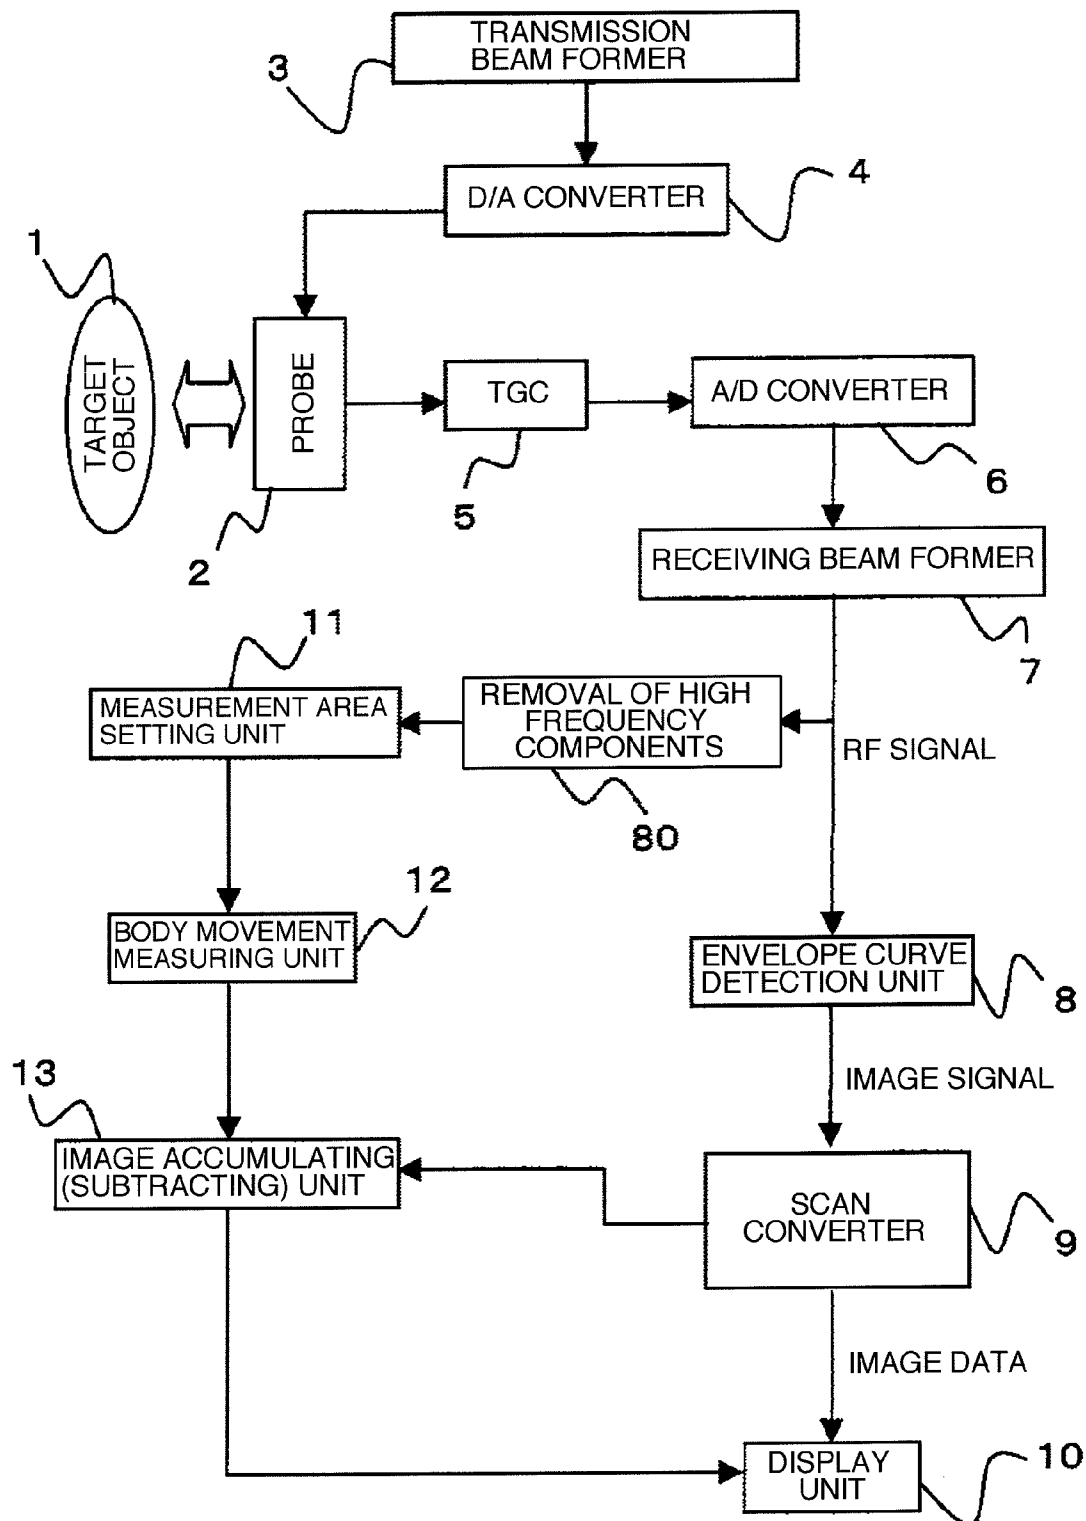 TRANSMISSION
BEAM FORMER
3
D/A CONVERTER
4
1
TARGET
OBJECT
PROBE
2
TGC
5
A/D CONVERTER
6
RECEIVING BEAM FORMER
7
11
MEASUREMENT AREA
SETTING UNIT
REMOVAL OF HIGH
FREQUENCY
COMPONENTS
80
RF SIGNAL
12
BODY MOVEMENT
MEASURING UNIT
ENVELOPE CURVE
DETECTION UNIT
8
IMAGE SIGNAL
13
IMAGE ACCUMULATING
(SUBTRACTING) UNIT
SCAN
CONVERTER
9
IMAGE DATA
DISPLAY
UNIT
10